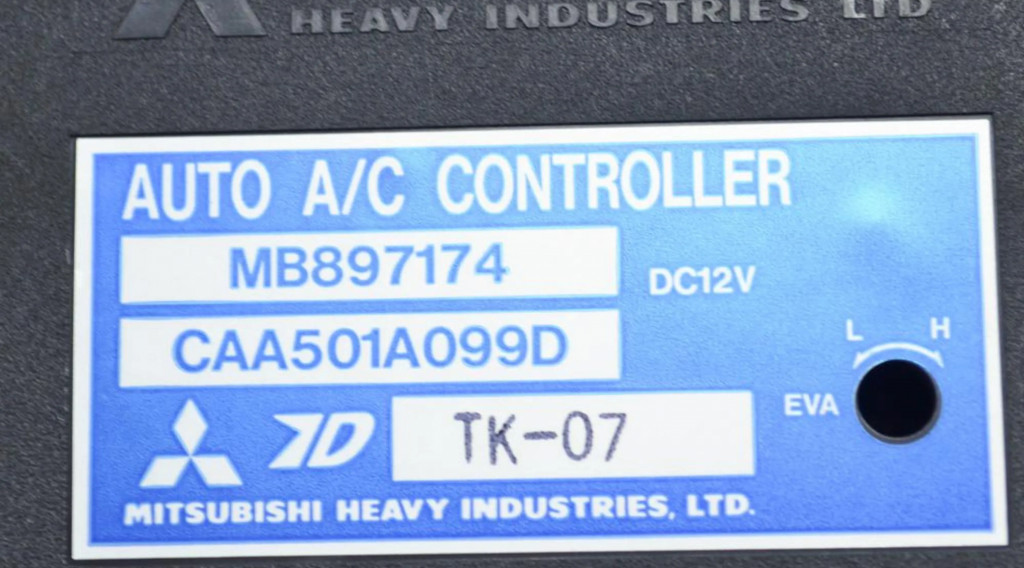 HEAVY INDUSTRIES LTD
AUTO A/C CONTROLLER
MB897174
DC12V
CAA501A099D
L H
EVA
TK-07
MITSUBISHI HEAVY INDUSTRIES, LTD.